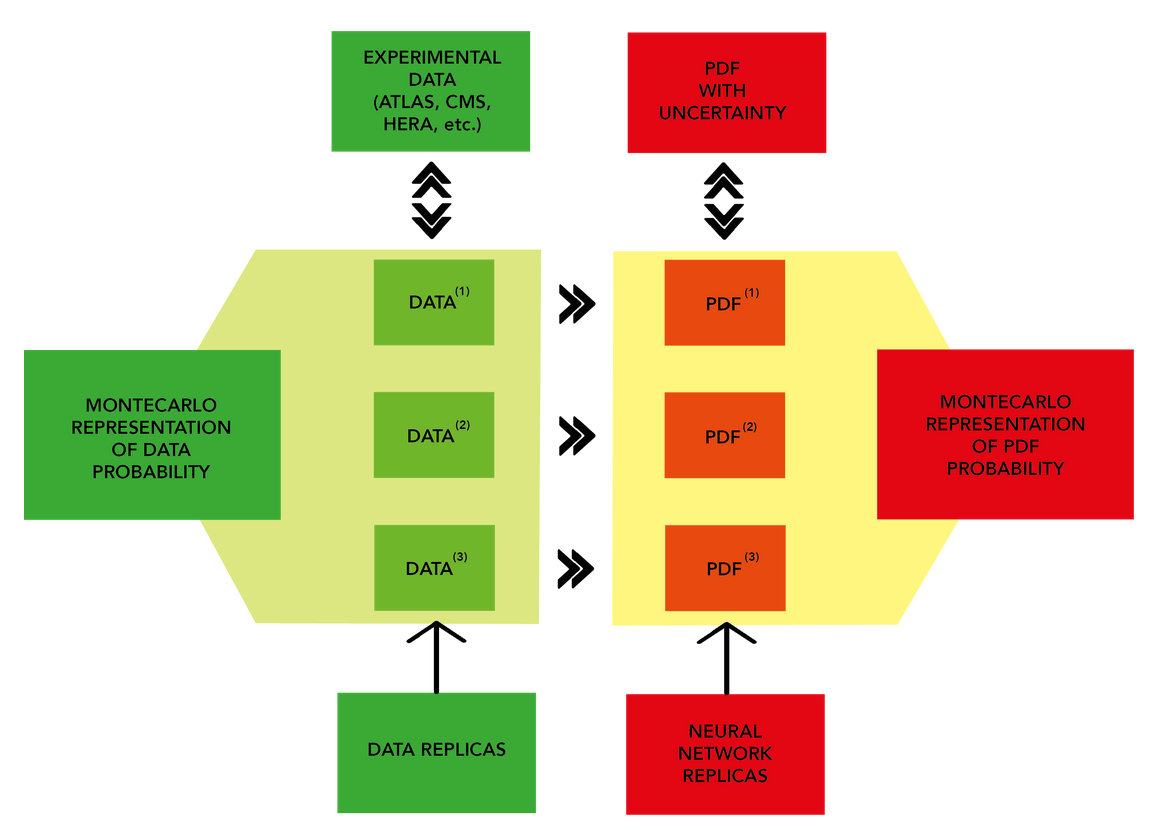 EXPERIMENTAL
DATA
(ATLAS, CMS,
HERA, etc.)
PDF
WITH
UNCERTAINTY
DATA(1)
PDF(1)
MONTECARLO
REPRESENTATION
OF DATA
PROBABILITY
DATA(2)
PDF(2)
MONTECARLO
REPRESENTATION
OF PDF
PROBABILITY
DATA(3)
PDF(3)
DATA REPLICAS
NEURAL
NETWORK
REPLICAS